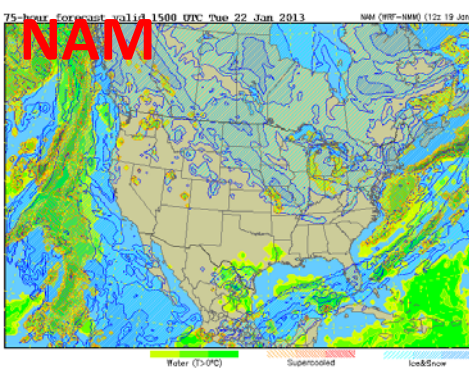 75-hour forecast valid 1500 UTC Tue 22 Jan 2013 NAM (WRF-NMM) (12z 19 Jan
NAM
Water (T>0°C) Supercooled Ice&Snow